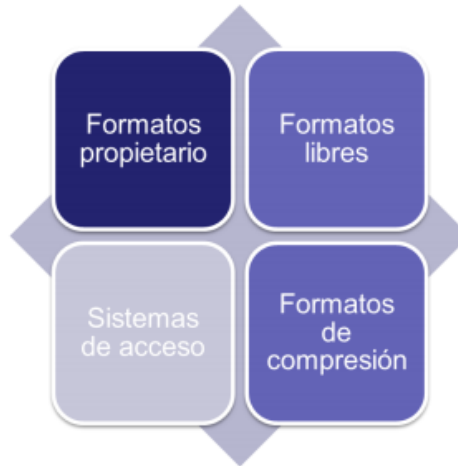 Formatos
propietario
Formatos
libres
Sistemas
de acceso
Formatos
de
compresión